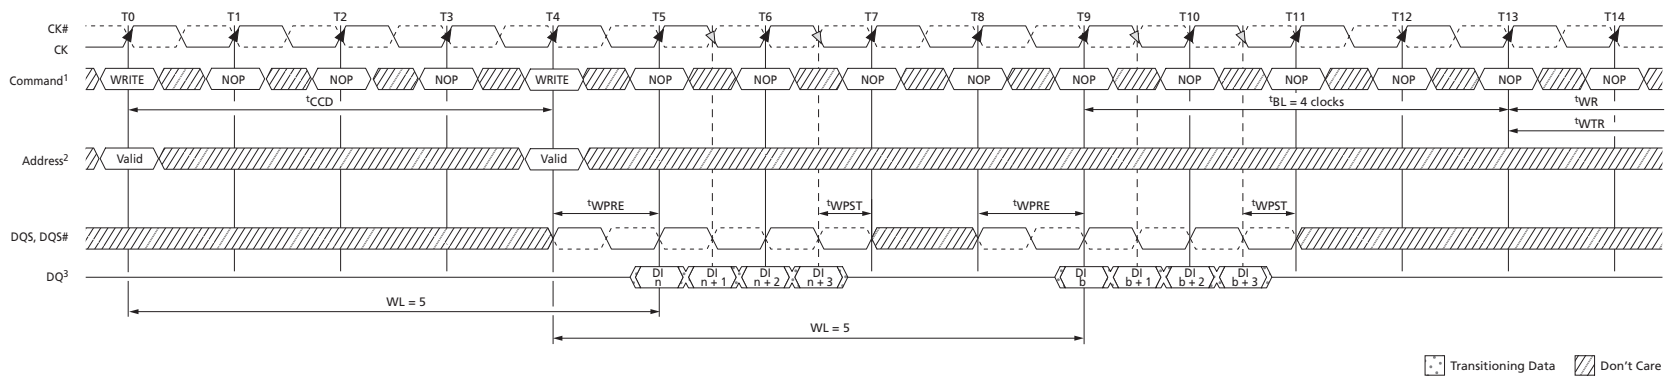 T0 T1 T2 T3 T4 T5 T6 T7 T8 T9 T10 T11 T12 T13 T14
CK#
CK
Command1 WRITE NOP NOP NOP WRITE NOP NOP NOP NOP NOP NOP NOP NOP NOP NOP
tCCD tBL = 4 clocks tWR
tWTR
Address2 Valid Valid
tWPRE tWPST tWPRE tWPST
DQS, DQS#
DQ3 DI n DI n + 1 DI n + 2 DI n + 3 DI b DI b + 1 DI b + 2 DI b + 3
WL = 5
WL = 5
Transitioning Data Don't Care